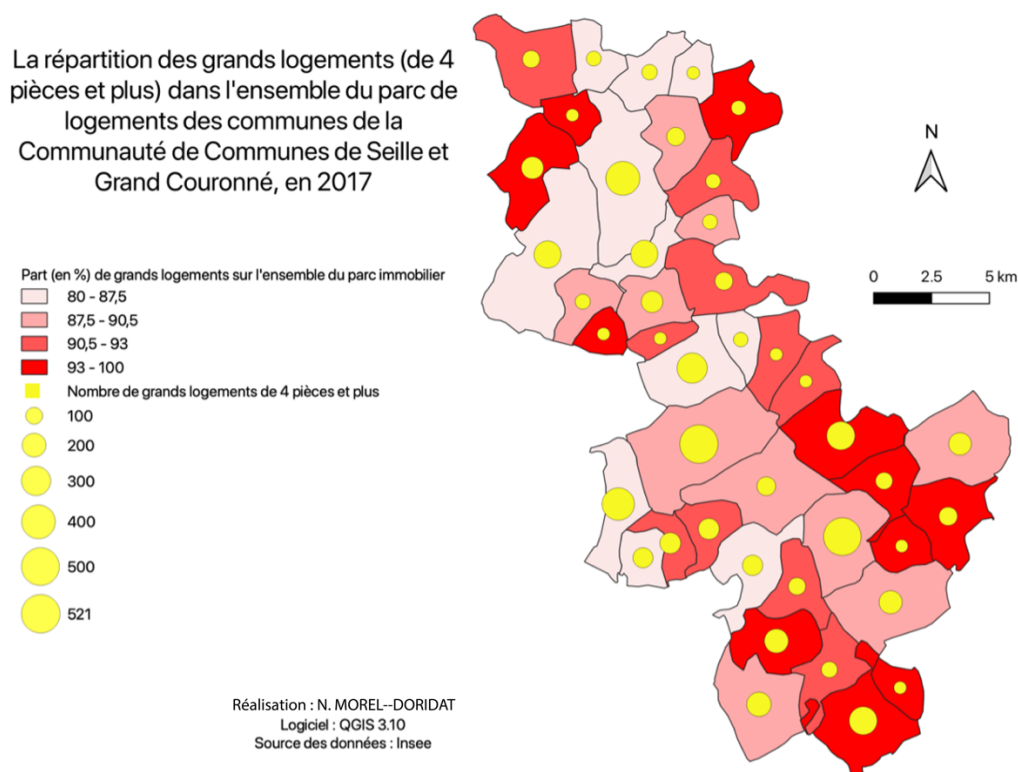 La répartition des grands logements (de 4
pièces et plus) dans l'ensemble du parc de
logements des communes de la
Communauté de Communes de Seille et
Grand Couronné, en 2017
N
0 2.5 5 km
Part (en %) de grands logements sur l'ensemble du parc immobilier
80 - 87,5
87,5 - 90,5
90,5 - 93
93 - 100
Nombre de grands logements de 4 pièces et plus
100
200
300
400
500
521
Réalisation : N. MOREL--DORIDAT
Logiciel : QGIS 3.10
Source des données : Insee